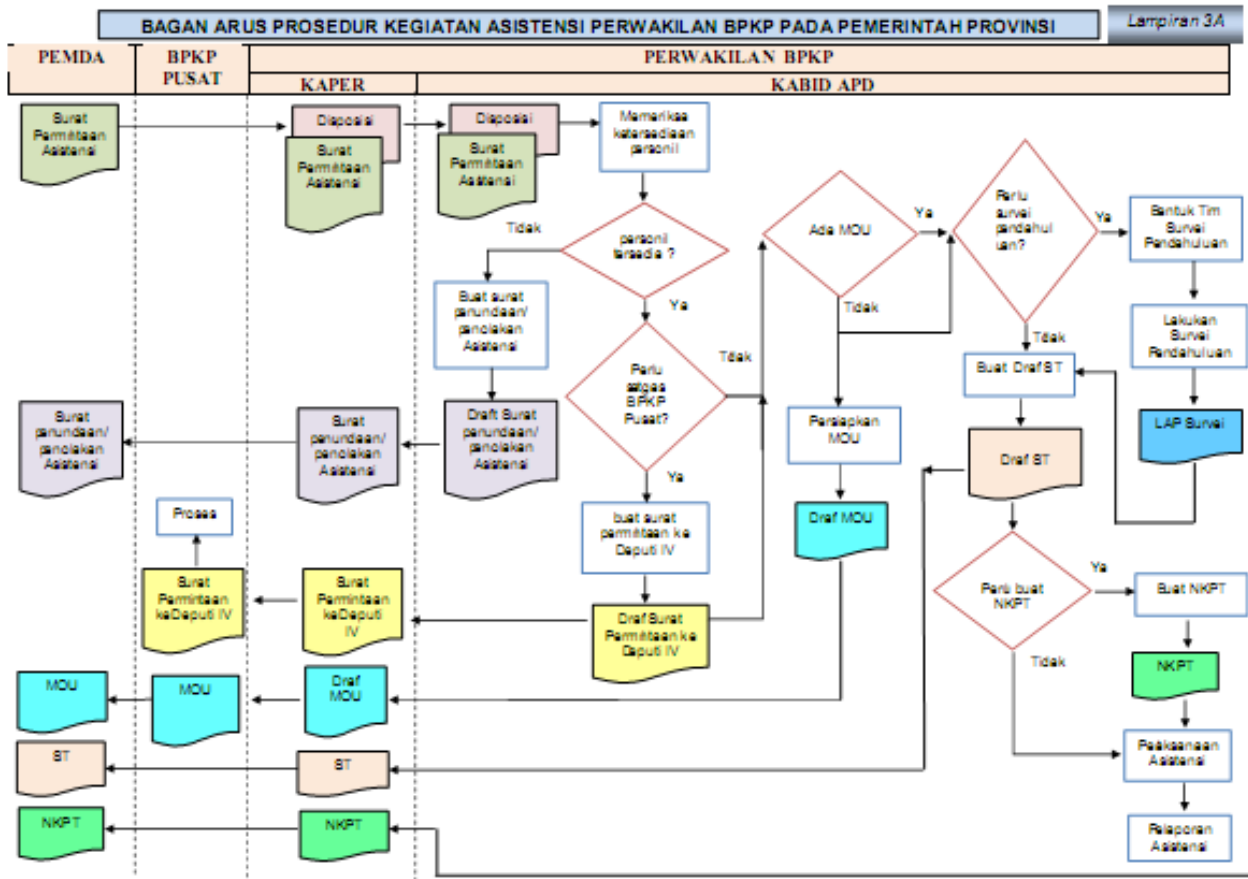 BAGAN ARUS PROSEDUR KEGIATAN ASISTENSI PERWAKILAN BPKP PADA PEMERINTAH PROVINSI
Lampiran 3A
PEMDA
BPKP
PUSAT
PERWAKILAN BPKP
KAPER
KABID APD
Surat
Permintaan
Asistensi
Disposisi
Surat
Permintaan
Asistensi
Disposisi
Surat
Permintaan
Asistensi
Memeriksa
ketersediaan
personil
Tidak
personil
tersedia ?
Ya
Buat surat
penundaan/
penolakan
Asistensi
Perlu
satgas
BPKP
Pusat?
Tidak
Ya
Ada MOU
Ya
Tidak
Perlu
survei
pendahul
uan?
Ya
Tidak
Bentuk Tim
Survei
Pendahuluan
Lakukan
Survei
Pendahuluan
LAP Survei
Buat Draf ST
Draf ST
Persiapkan
MOU
Draf MOU
Surat
penundaan/
penolakan
Asistensi
Surat
penundaan/
penolakan
Asistensi
Draft Surat
penundaan/
penolakan
Asistensi
Proses
buat surat
permintaan ke
Deputi IV
Surat
Permintaan
ke Deputi IV
Surat
Permintaan
ke Deputi
IV
Draf Surat
Permintaan ke
Deputi IV
Perlu buat
NKPT
Ya
Tidak
Buat NKPT
NKPT
MOU
MOU
Draf
MOU
Pelaksanaan
Asistensi
ST
ST
NKPT
NKPT
Pelaporan
Asistensi